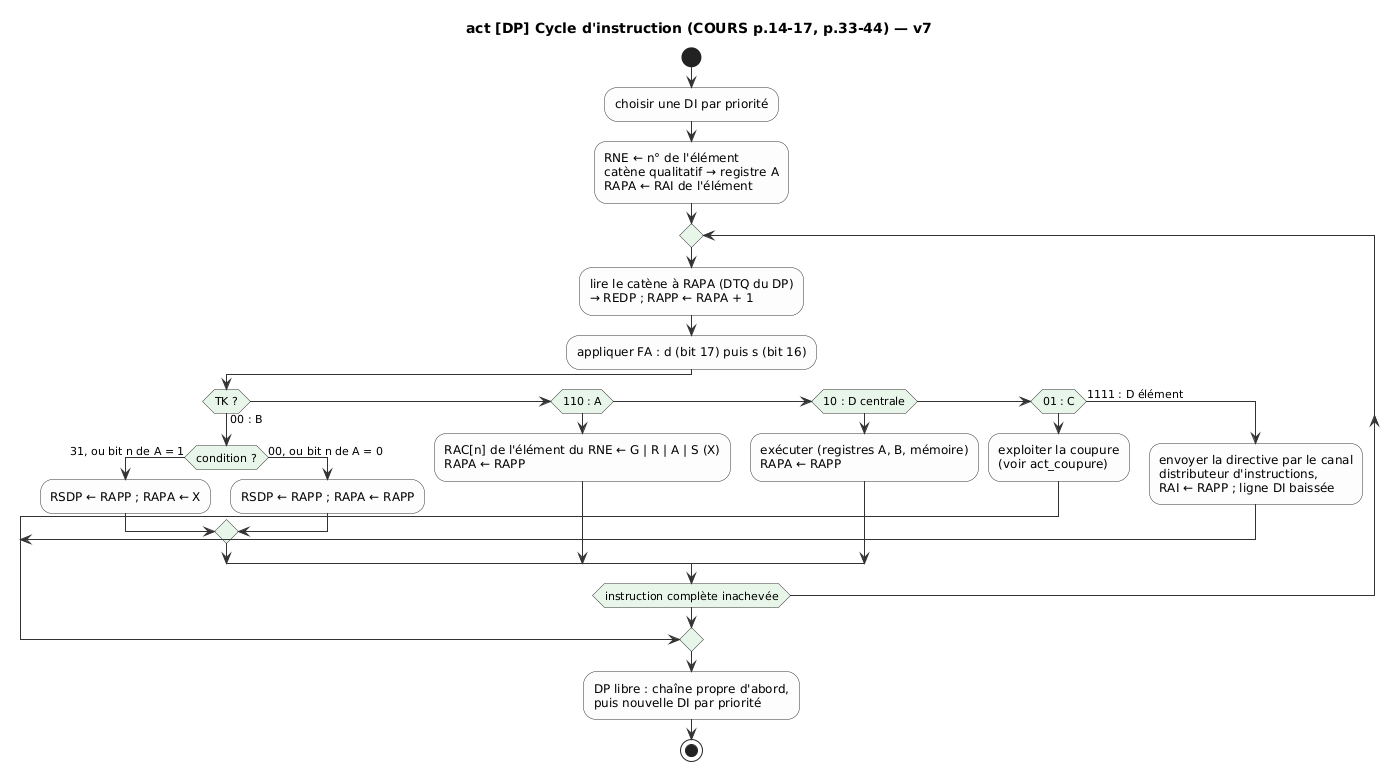 act [DP] Cycle d'instruction (COURS p.14-17, p.33-44) — v7
choisir une DI par priorité
RNE ← n° de l'élément
catène qualitatif → registre A
RAPA ← RAI de l'élément
lire le catène à RAPA (DTQ du DP)
→ REDP ; RAPP ← RAPA + 1
appliquer FA : d (bit 17) puis s (bit 16)
TK ?
00 : B
condition ?
31, ou bit n de A = 1
00, ou bit n de A = 0
RSDP ← RAPP ; RAPA ← X
RSDP ← RAPP ; RAPA ← RAPP
110 : A
RAC[n] de l'élément du RNE ← G | R | A | S (X)
RAPA ← RAPP
10 : D centrale
exécuter (registres A, B, mémoire)
RAPA ← RAPP
01 : C
exploiter la coupure
(voir act_coupure)
1111 : D élément
envoyer la directive par le canal
distributeur d'instructions,
RAI ← RAPP ; ligne DI baissée
instruction complète inachevée
DP libre : chaîne propre d'abord,
puis nouvelle DI par priorité